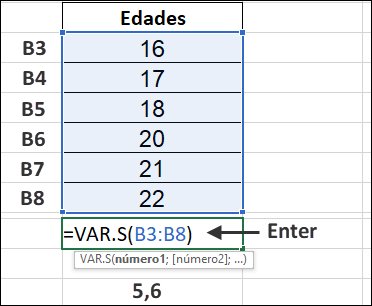 Edades
B3 16
B4 17
B5 18
B6 20
B7 21
B8 22
=VAR.S(B3:B8) Enter
VAR.S(número1; [número2]; ...)
5,6